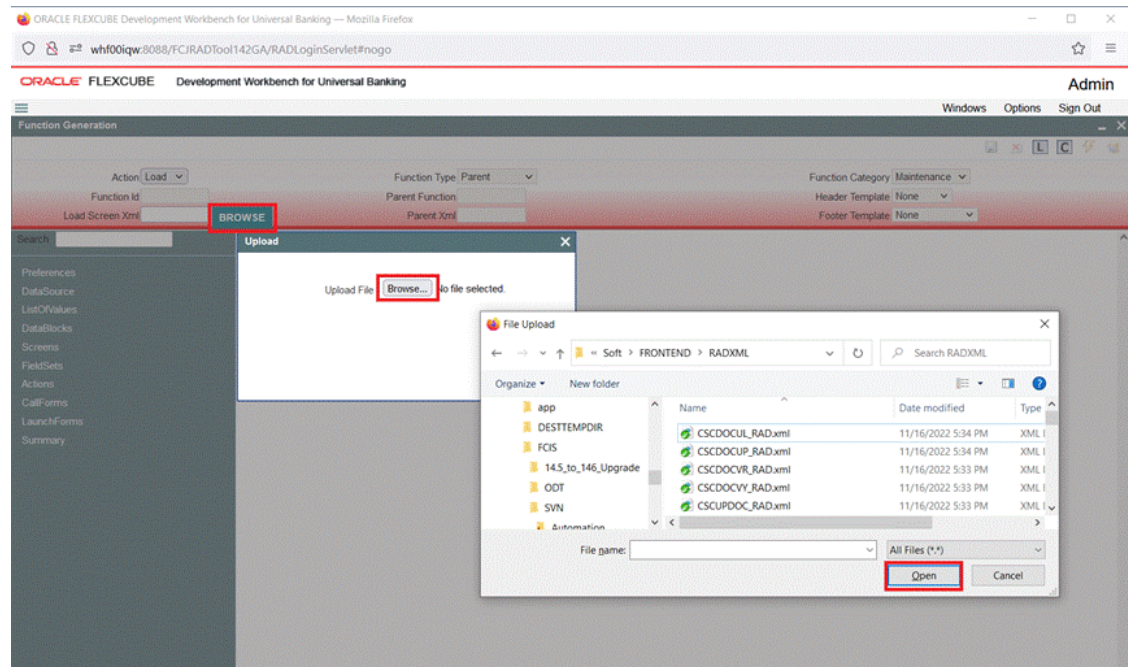 ORACLE FLEXCUBE Development Workbench for Universal Banking — Mozilla Firefox
whf00iqw:8088/FCJRADTool142GA/RADLoginServlet#nogo
ORACLE FLEXCUBE Development Workbench for Universal Banking Admin
Windows Options Sign Out
Function Generation
L C
Action Load Function Type Parent Function Category Maintenance
Function Id Parent Function Header Template None
Load Screen Xml BROWSE Parent Xml Footer Template None
Search
Upload
Preferences
DataSource
Upload File Browse... No file selected.
ListOfValues
DataBlocks
Screens
FieldSets
Actions
CallForms
LaunchForms
Summary
File Upload
« Soft > FRONTEND > RADXML Search RADXML
Organize New folder
app Name Date modified Type
DESTTEMPDIR CSCDOCUL_RAD.xml 11/16/2022 5:34 PM XML
FCIS CSCDOCUP_RAD.xml 11/16/2022 5:34 PM XML
14.5_to_146_Upgrade CSCDOCVR_RAD.xml 11/16/2022 5:33 PM XML
ODT CSCDOCVY_RAD.xml 11/16/2022 5:33 PM XML
SVN CSCUPDOC_RAD.xml 11/16/2022 5:33 PM XML
Automation
File name: All Files (*.*)
Open Cancel